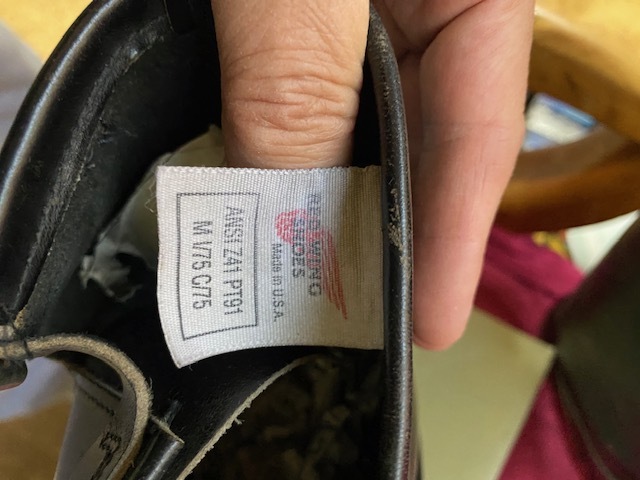 RED WING
SHOES
Made in U.S.A.
ANSI Z41 PT91
M I/75 C/75